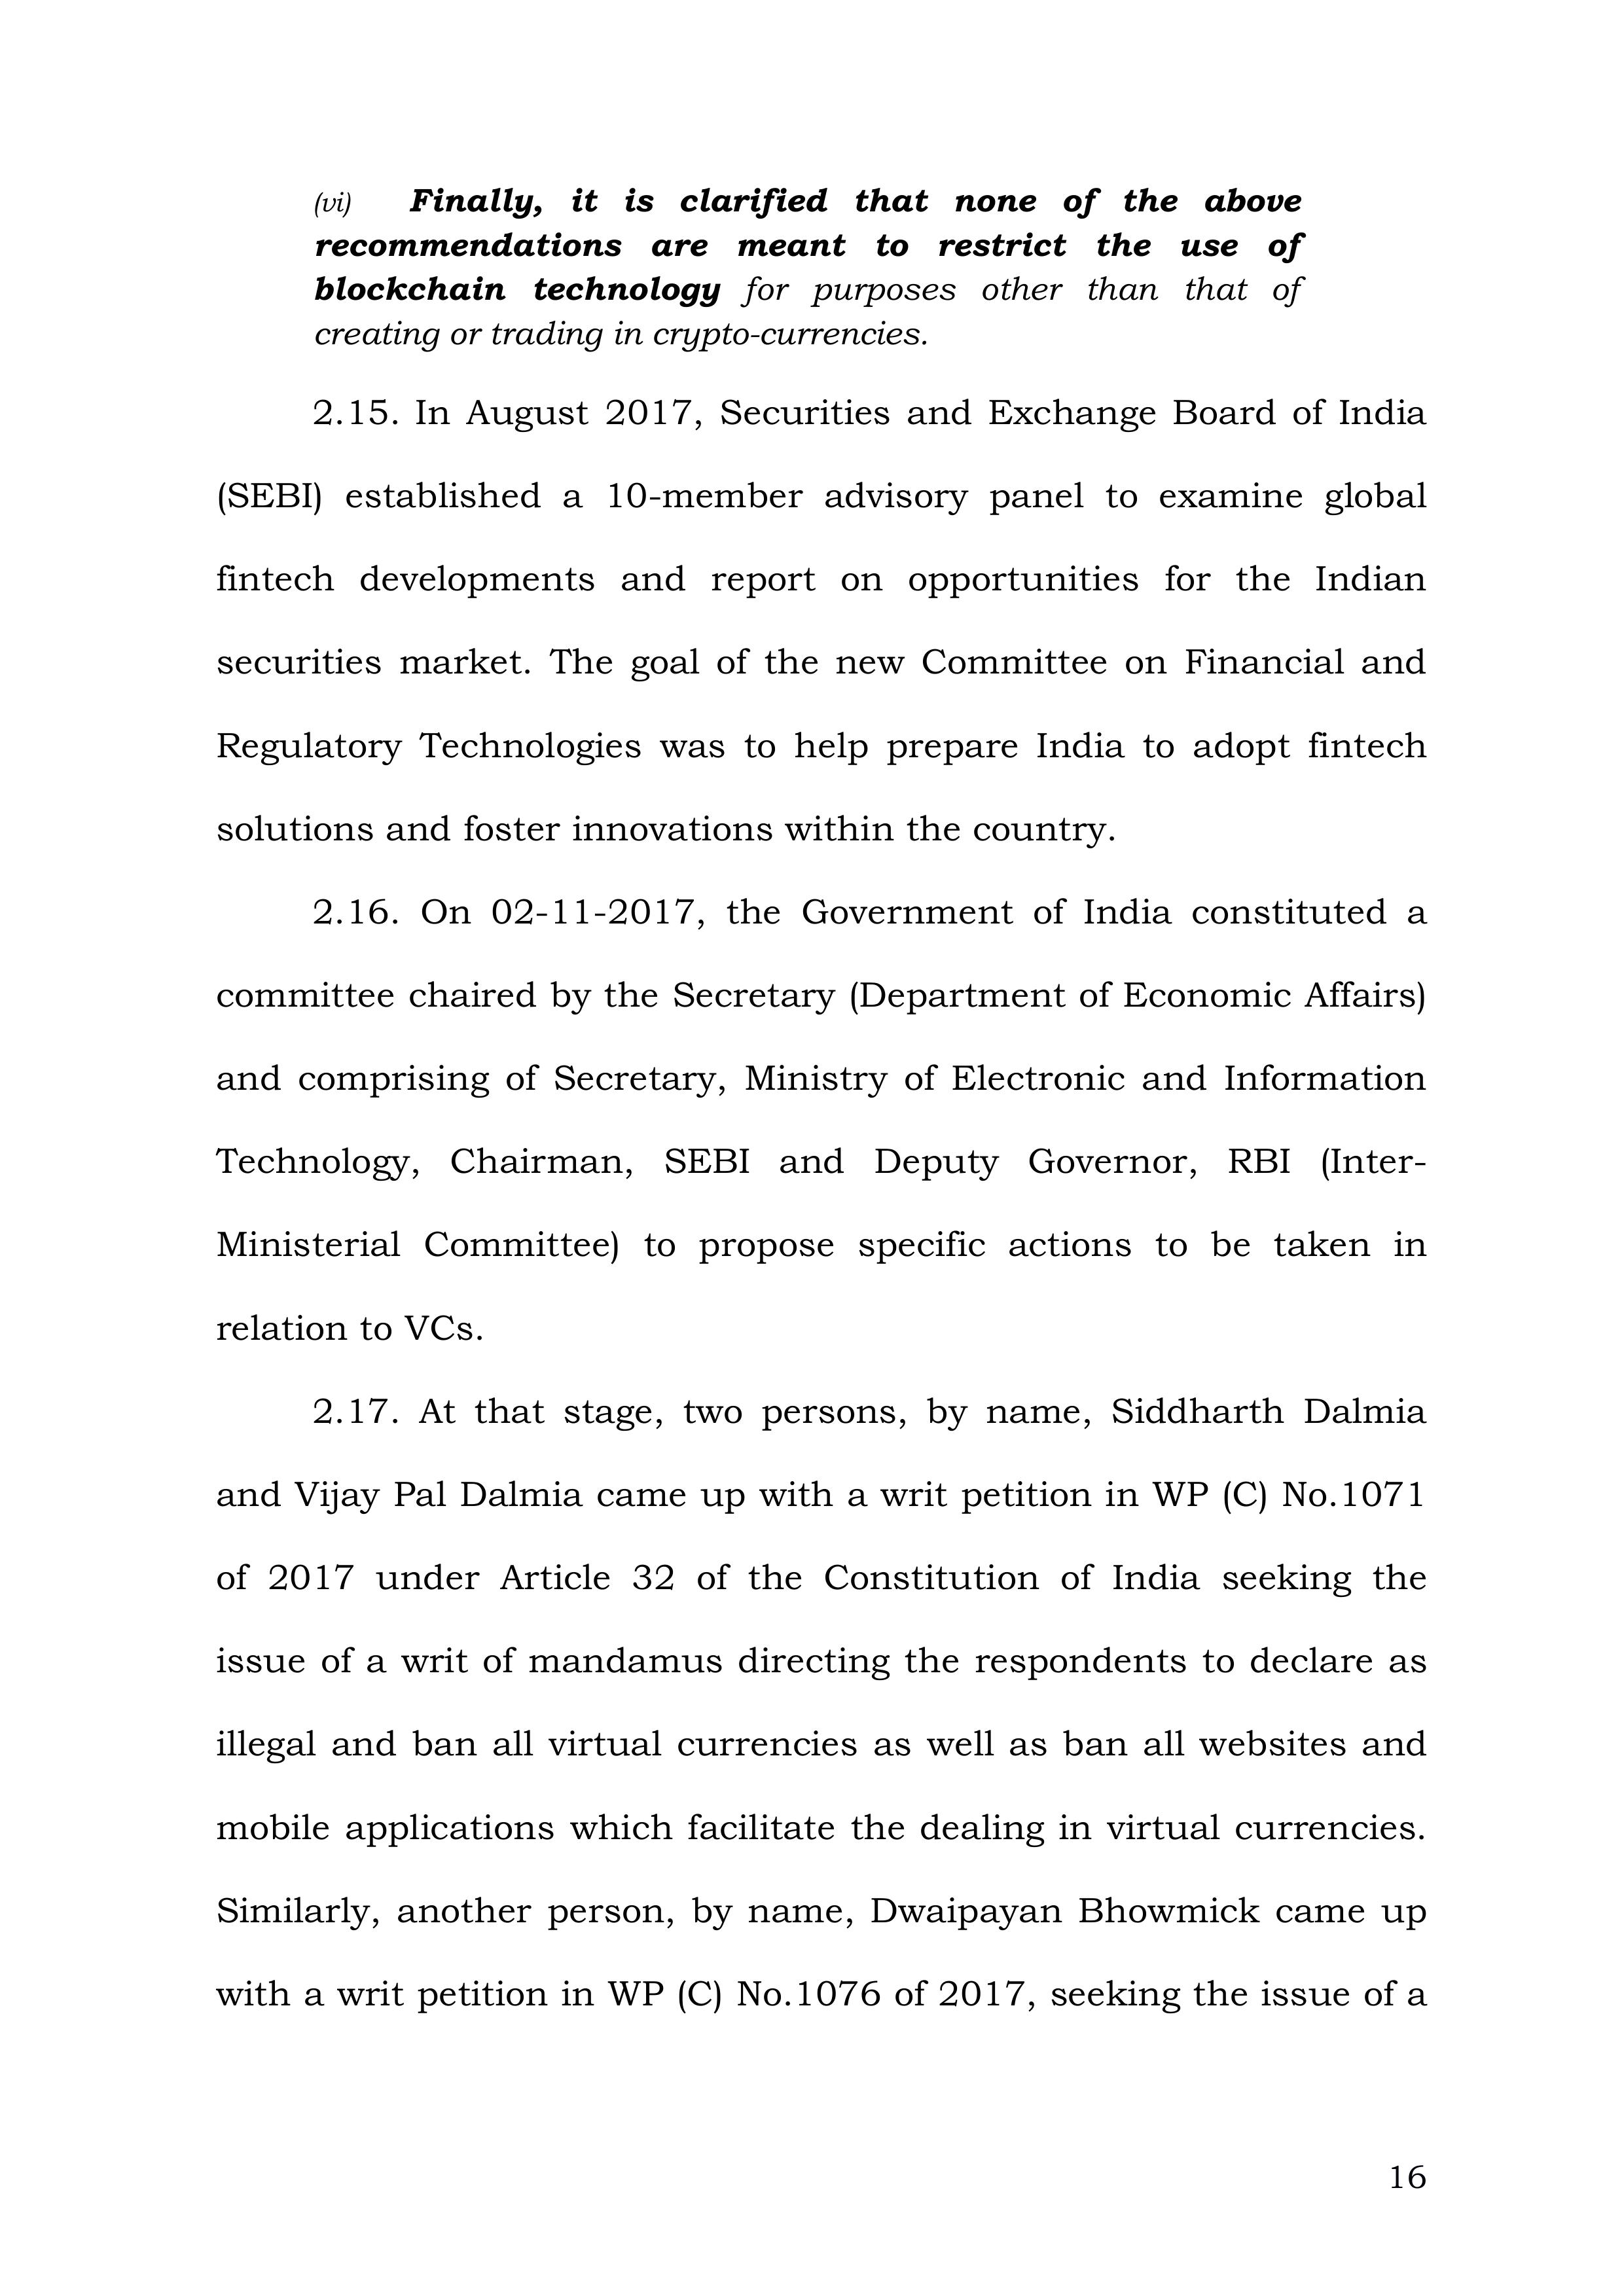 (vi) Finally, it is clarified that none of the above
recommendations are meant to restrict the use of
blockchain technology for purposes other than that of
creating or trading in crypto-currencies.
2.15. In August 2017, Securities and Exchange Board of India
(SEBI) established a 10-member advisory panel to examine global
fintech developments and report on opportunities for the Indian
securities market. The goal of the new Committee on Financial and
Regulatory Technologies was to help prepare India to adopt fintech
solutions and foster innovations within the country.
2.16. On 02-11-2017, the Government of India constituted a
committee chaired by the Secretary (Department of Economic Affairs)
and comprising of Secretary, Ministry of Electronic and Information
Technology, Chairman, SEBI and Deputy Governor, RBI (Inter-
Ministerial Committee) to propose specific actions to be taken in
relation to VCs.
2.17. At that stage, two persons, by name, Siddharth Dalmia
and Vijay Pal Dalmia came up with a writ petition in WP (C) No.1071
of 2017 under Article 32 of the Constitution of India seeking the
issue of a writ of mandamus directing the respondents to declare as
illegal and ban all virtual currencies as well as ban all websites and
mobile applications which facilitate the dealing in virtual currencies.
Similarly, another person, by name, Dwaipayan Bhowmick came up
with a writ petition in WP (C) No.1076 of 2017, seeking the issue of a
16